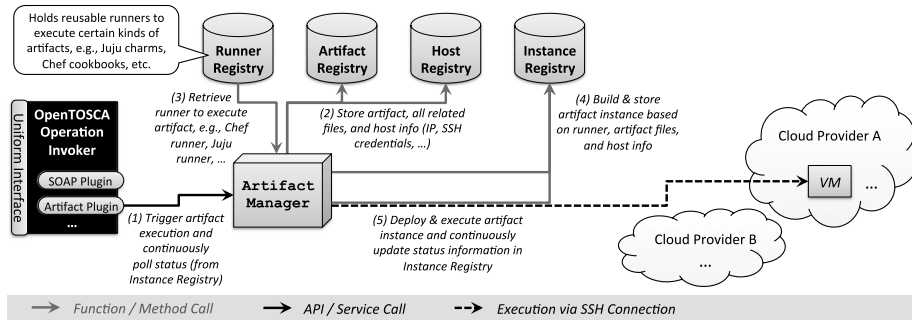 Holds reusable runners to
execute certain kinds of
artifacts, e.g., Juju charms,
Chef cookbooks, etc.
Runner
Registry
Artifact
Registry
Host
Registry
Instance
Registry
(3) Retrieve
runner to execute
artifact, e.g., Chef
runner, Juju
runner, ...
(2) Store artifact, all related
files, and host info (IP, SSH
credentials, ...)
(4) Build & store
artifact instance based
on runner, artifact files,
and host info
Uniform Interface
OpenTOSCA
Operation
Invoker
SOAP Plugin
Artifact Plugin
...
Artifact
Manager
Cloud Provider A
VM
...
(1) Trigger artifact
execution and
continuously
poll status (from
Instance Registry)
(5) Deploy & execute artifact
instance and continuously
update status information in
Instance Registry
Cloud Provider B
...
Function / Method Call
API / Service Call
Execution via SSH Connection